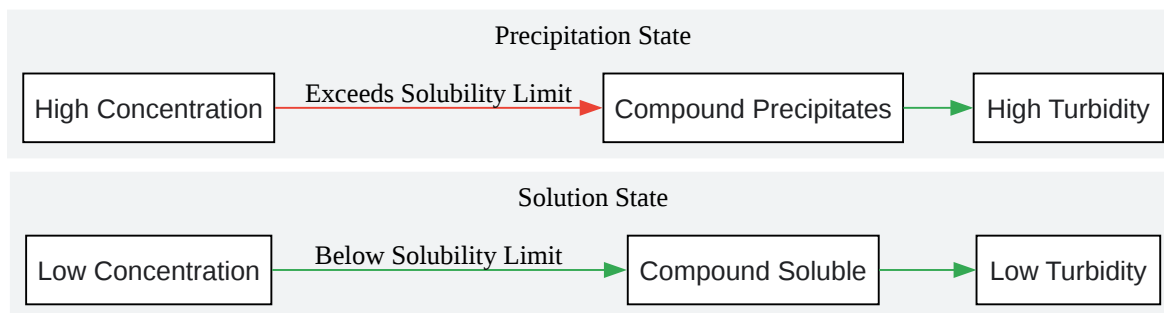 Precipitation State
High Concentration
Exceeds Solubility Limit
Compound Precipitates
High Turbidity
Solution State
Low Concentration
Below Solubility Limit
Compound Soluble
Low Turbidity